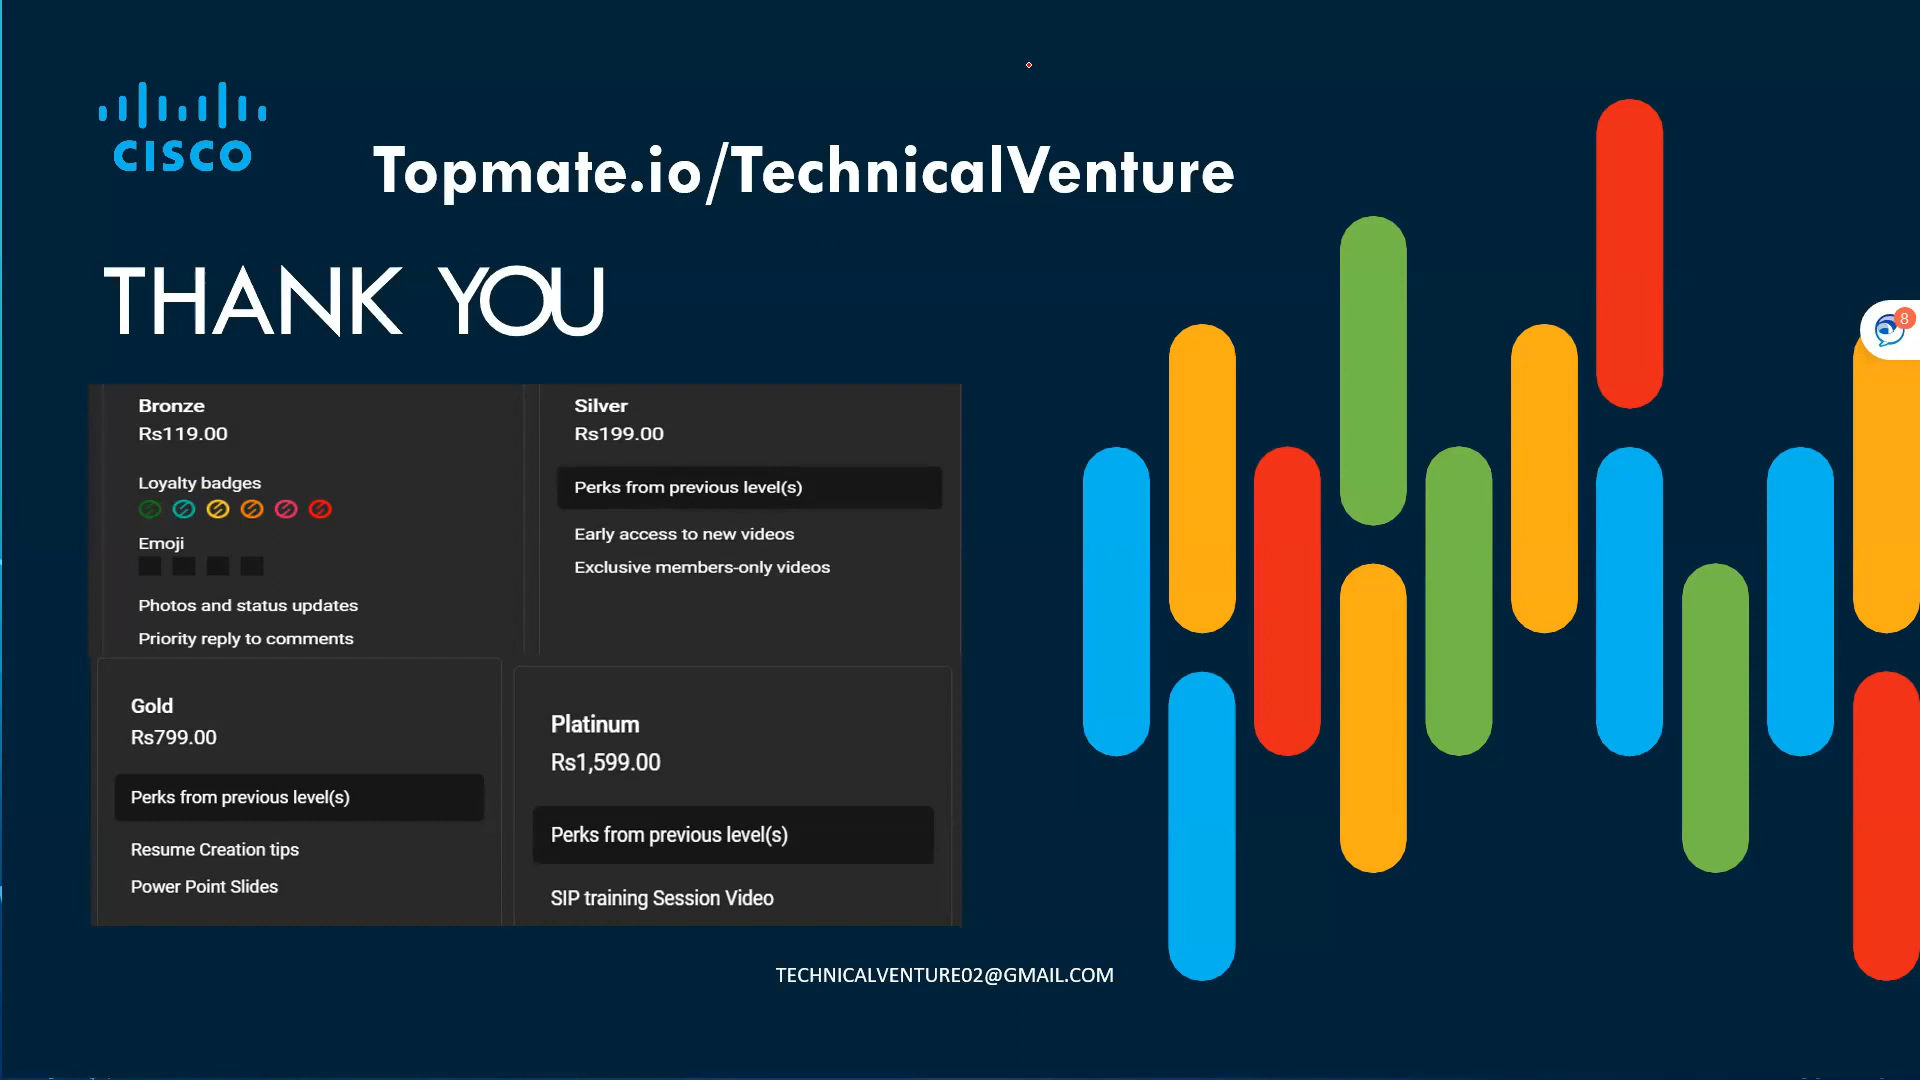 CISCO
Topmate.io/TechnicalVenture
THANK YOU
8
Bronze
Rs119.00
Loyalty badges
Emoji
Photos and status updates
Priority reply to comments
Silver
Rs199.00
Perks from previous level(s)
Early access to new videos
Exclusive members-only videos
Gold
Rs799.00
Perks from previous level(s)
Resume Creation tips
Power Point Slides
Platinum
Rs1,599.00
Perks from previous level(s)
SIP training Session Video
TECHNICALVENTURE02@GMAIL.COM